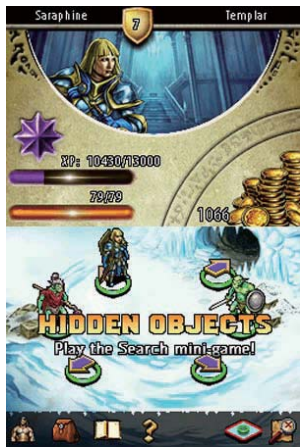 Saraphine
7
Templar
XP: 10430/13000
79/79
1066
HIDDEN OBJECTS
Play the Search mini-game!
?